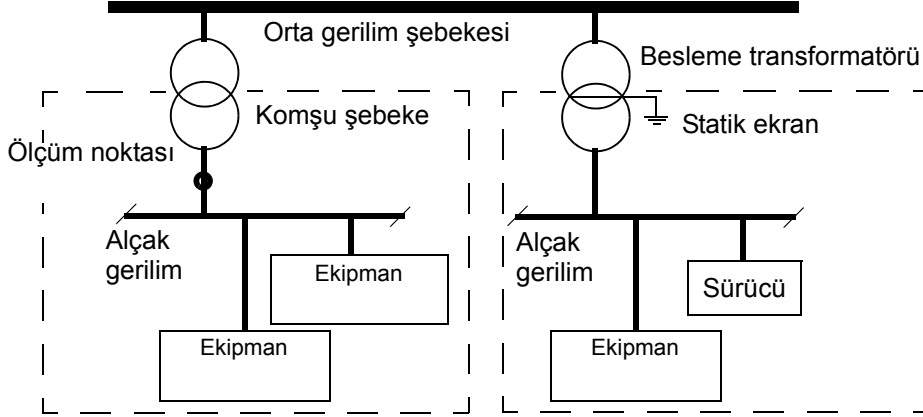 Orta gerilim şebekesi
Besleme transformatörü
Komşu şebeke
Statik ekran
Ölçüm noktası
Alçak
gerilim
Ekipman
Ekipman
Alçak
gerilim
Sürücü
Ekipman